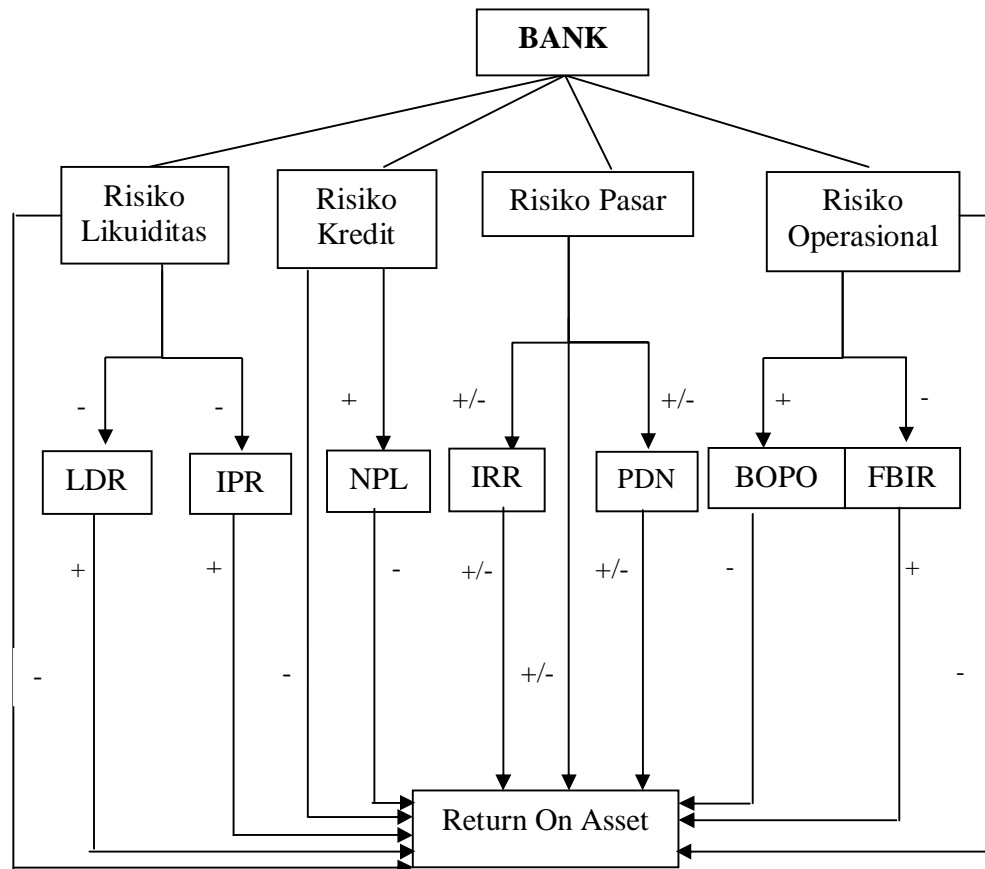 BANK
Risiko
Likuiditas
Risiko
Kredit
Risiko Pasar
Risiko
Operasional
-
-
+
+/-
+/-
+
-
LDR
IPR
NPL
IRR
PDN
BOPO
FBIR
+
+
-
+/-
+/-
-
+
-
-
+/-
-
Return On Asset